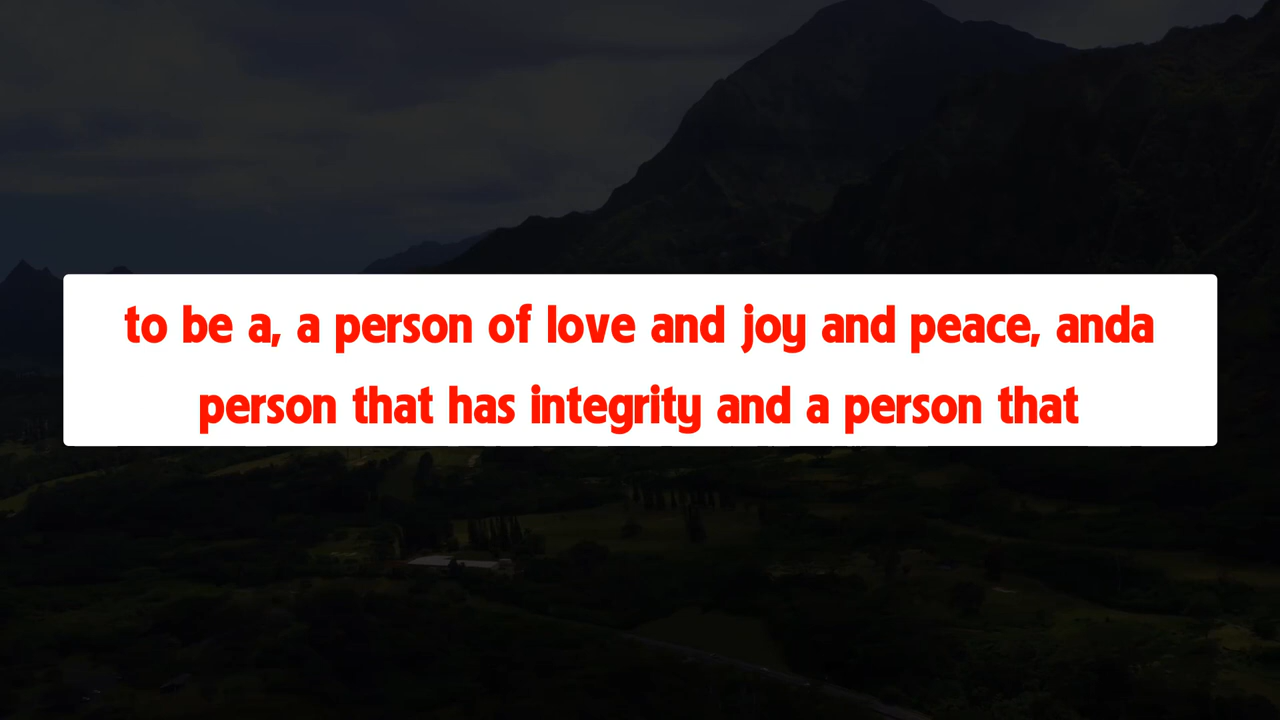 to be a, a person of love and joy and peace, anda
person that has integrity and a person that